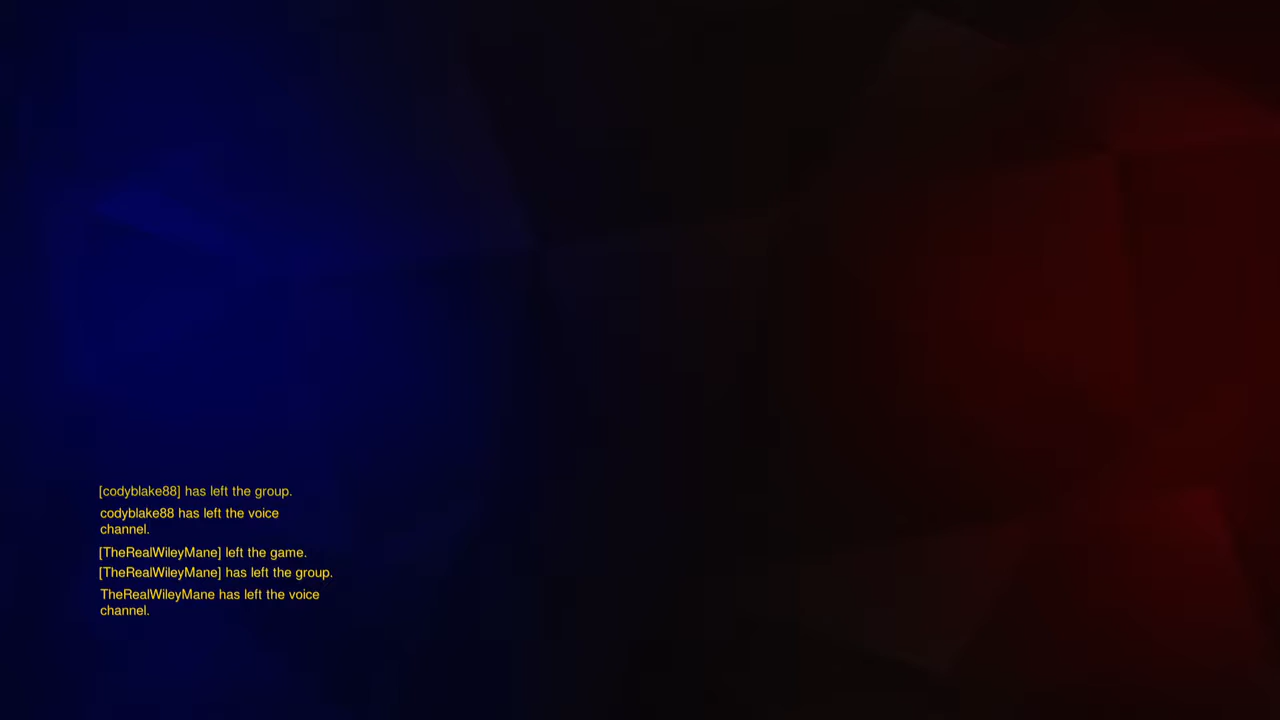 [codyblake88] has left the group.
codyblake88 has left the voice
channel.
[TheRealWileyMane] left the game.
[TheRealWileyMane] has left the group.
TheRealWileyMane has left the voice
channel.